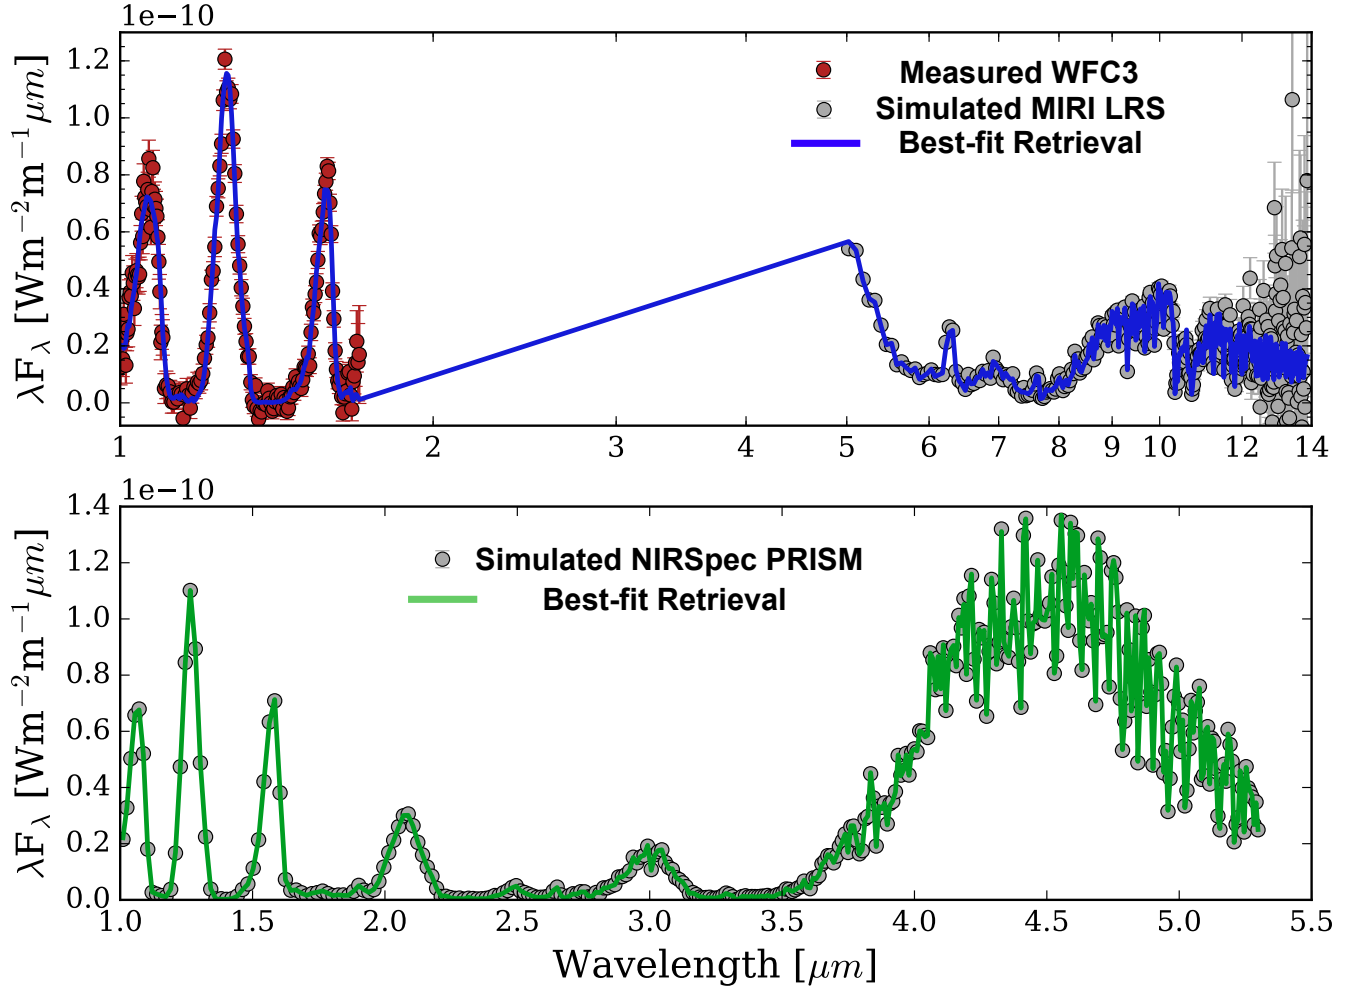 1e−10
λF_λ [Wm⁻²m⁻¹μm]
1.2
1.0
0.8
0.6
0.4
0.2
0.0
Measured WFC3
Simulated MIRI LRS
Best-fit Retrieval
1 2 3 4 5 6 7 8 9 10 12 14
1e−10
λF_λ [Wm⁻²m⁻¹μm]
1.4
1.2
1.0
0.8
0.6
0.4
0.2
0.0
Simulated NIRSpec PRISM
Best-fit Retrieval
1.0 1.5 2.0 2.5 3.0 3.5 4.0 4.5 5.0 5.5
Wavelength [μm]